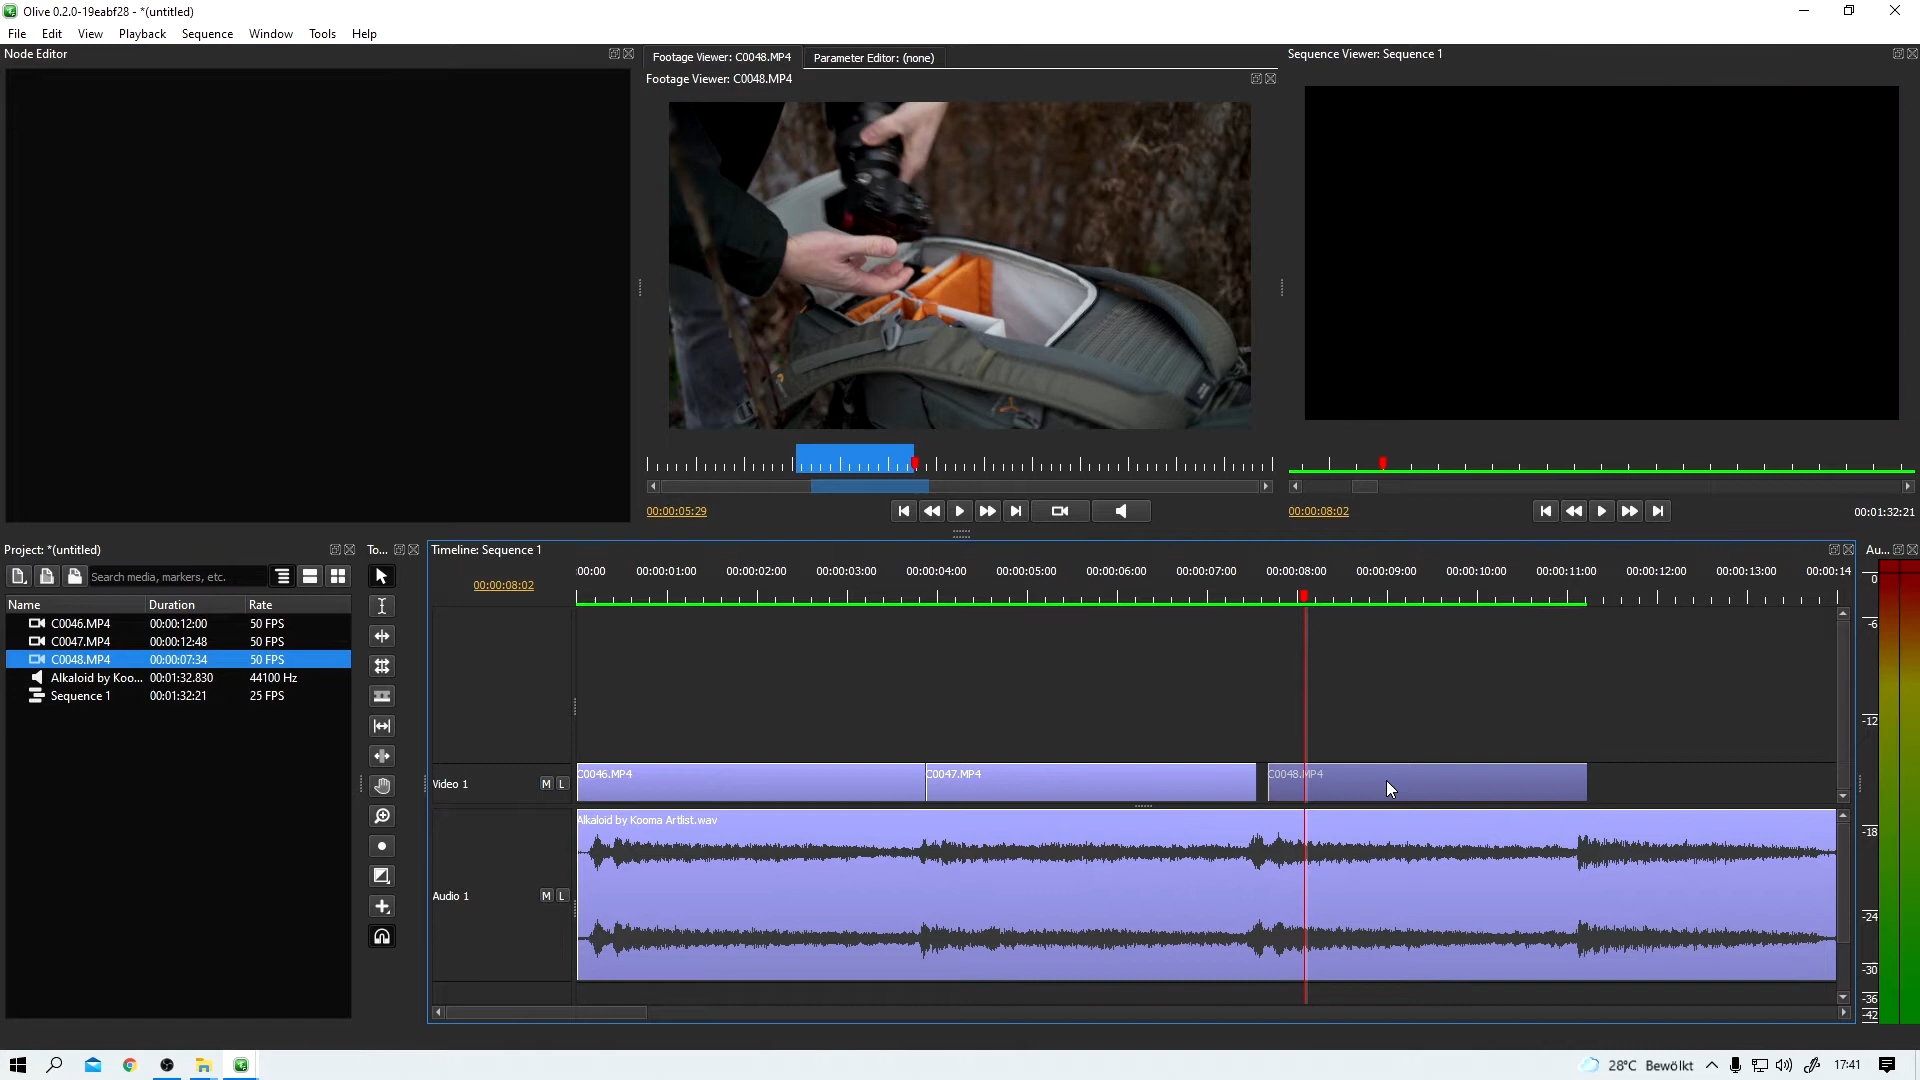 Olive 0.2.0-19eabf28 - *(untitled)
File Edit View Playback Sequence Window Tools Help
Node Editor
Footage Viewer: C0048.MP4 Parameter Editor: (none)
Footage Viewer: C0048.MP4
Sequence Viewer: Sequence 1
00:00:05:29
00:00:08:02
00:01:32:21
Project: *(untitled)
Search media, markers, etc.
Name Duration Rate
C0046.MP4 00:00:12:00 50 FPS
C0047.MP4 00:00:12:48 50 FPS
C0048.MP4 00:00:07:34 50 FPS
Alkaloid by Koo... 00:01:32.830 44100 Hz
Sequence 1 00:01:32:21 25 FPS
To...
Timeline: Sequence 1
00:00:08:02
:00:00 00:00:01:00 00:00:02:00 00:00:03:00 00:00:04:00 00:00:05:00 00:00:06:00 00:00:07:00 00:00:08:00 00:00:09:00 00:00:10:00 00:00:11:00 00:00:12:00 00:00:13:00 00:00:14
Video 1 M L
C0046.MP4 C0047.MP4 C0048.MP4
Audio 1 M L
Alkaloid by Kooma Artlist.wav
Au...
0
-6
-12
-18
-24
-30
-36
-42
28°C Bewölkt
17:41